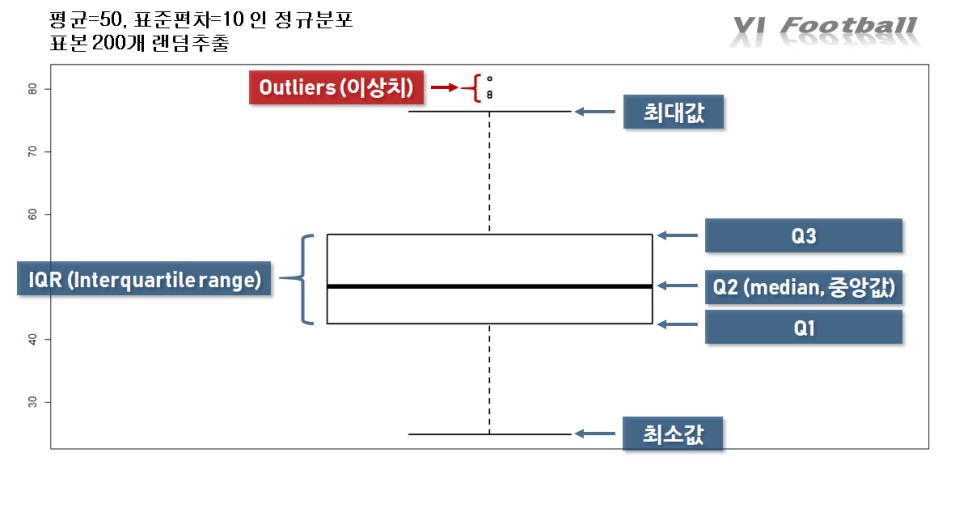 평균=50, 표준편차=10 인 정규분포
표본 200개 랜덤추출
VI Football
Outliers (이상치)
최대값
Q3
IQR (Interquartile range)
Q2 (median, 중앙값)
Q1
최소값
80
70
60
40
30